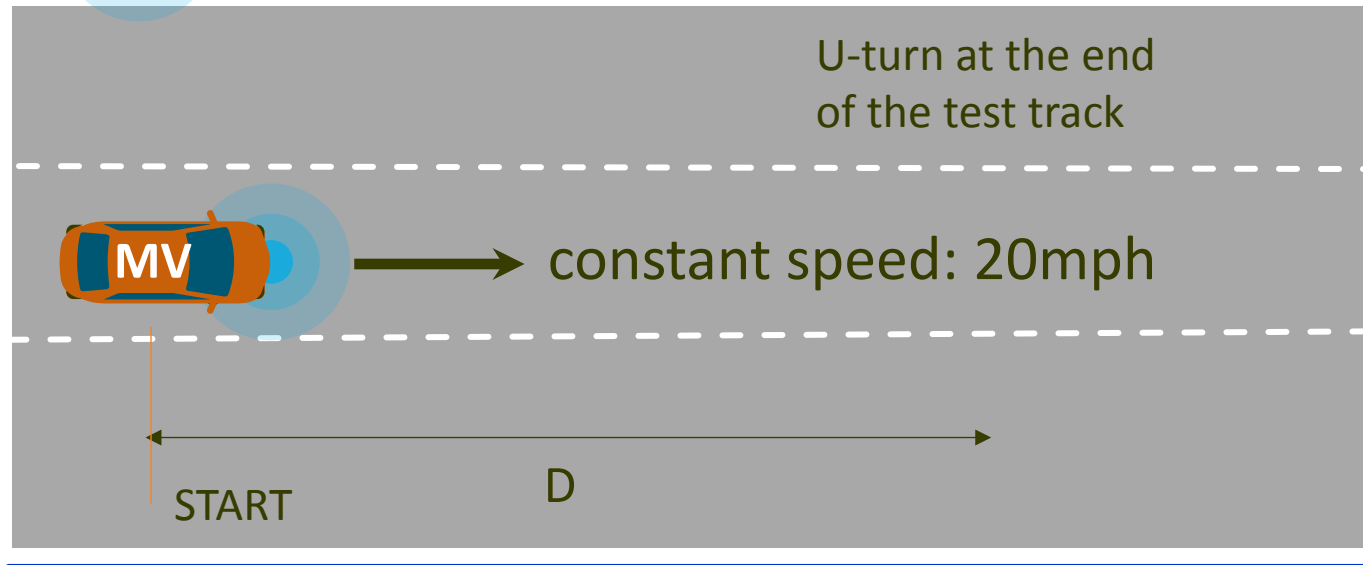 U-turn at the end
of the test track
MV
constant speed: 20mph
D
START